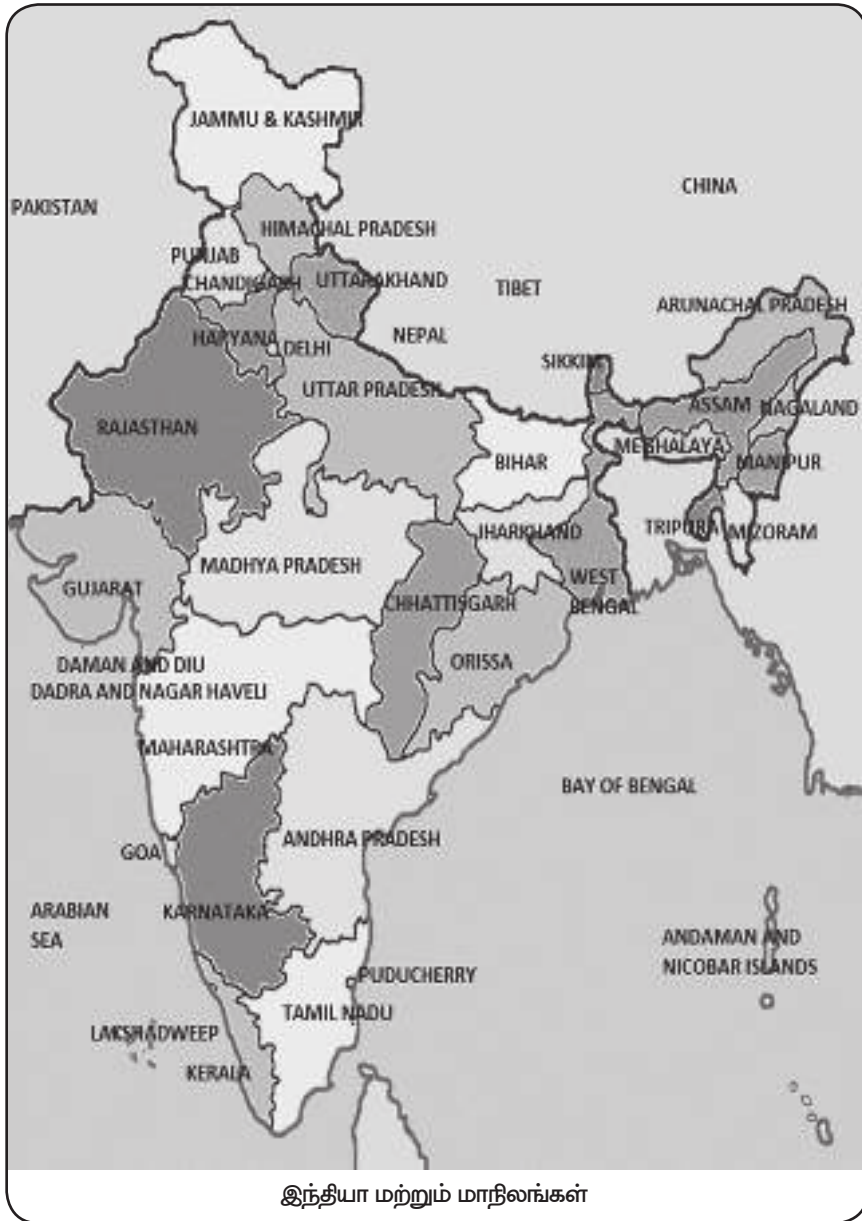 JAMMU & KASHMIR
CHINA
PAKISTAN
HIMACHAL PRADESH
PUNJAB
CHANDIGARH
UTTARAKHAND
TIBET
ARUNACHAL PRADESH
HARYANA
DELHI
NEPAL
SIKKIM
UTTAR PRADESH
RAJASTHAN
ASSAM
NAGALAND
BIHAR
MEGHALAYA
MANIPUR
JHARKHAND
TRIPURA
MIZORAM
MADHYA PRADESH
GUJARAT
CHHATTISGARH
WEST
BENGAL
DAMAN AND DIU
ORISSA
DADRA AND NAGAR HAVELI
MAHARASHTRA
BAY OF BENGAL
GOA
ANDHRA PRADESH
ARABIAN
SEA
KARNATAKA
ANDAMAN AND
NICOBAR ISLANDS
PUDUCHERRY
TAMIL NADU
LAKSHADWEEP
KERALA
இந்தியா மற்றும் மாநிலங்கள்